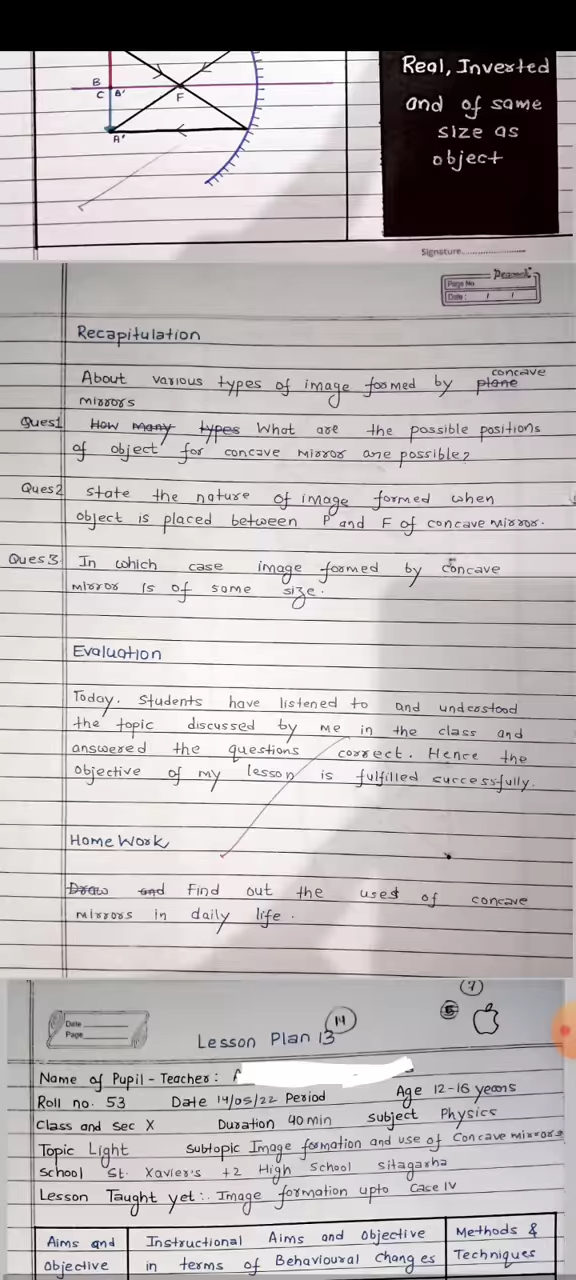 Real, Inverted
and of same
size as
object
B
C B'
F
A'
Signature.
Peacock
Page No.
Date: / /
Recapitulation
About various types of image formed by plane concave
mirrors
Ques1 How many types What are the possible positions
of object for concave mirror are possible?
Ques2 State the nature of image formed when
object is placed between P and F of concave mirror.
Ques 3 In which case image formed by concave
mirror is of same size.
Evaluation
Today, students have listened to and understood
the topic discussed by me in the class and
answered the questions correct. Hence the
objective of my lesson is fulfilled successfully.
Home Work
Draw and Find out the uses of concave
mirrors in daily life.
7
Date
Page
Lesson Plan 13
14
5
Name of Pupil-Teacher: A
Roll no. 53 Date 14/05/22 Period Age 12-16 years
Class and Sec X Duration 40 min Subject Physics
Topic Light Subtopic Image formation and use of Concave mirrors
School St. Xavier's +2 High School Sitagarha
Lesson Taught yet:. Image formation upto Case IV
Aims and Instructional Aims and Objective Methods &
Objective in terms of Behavioural Changes Techniques